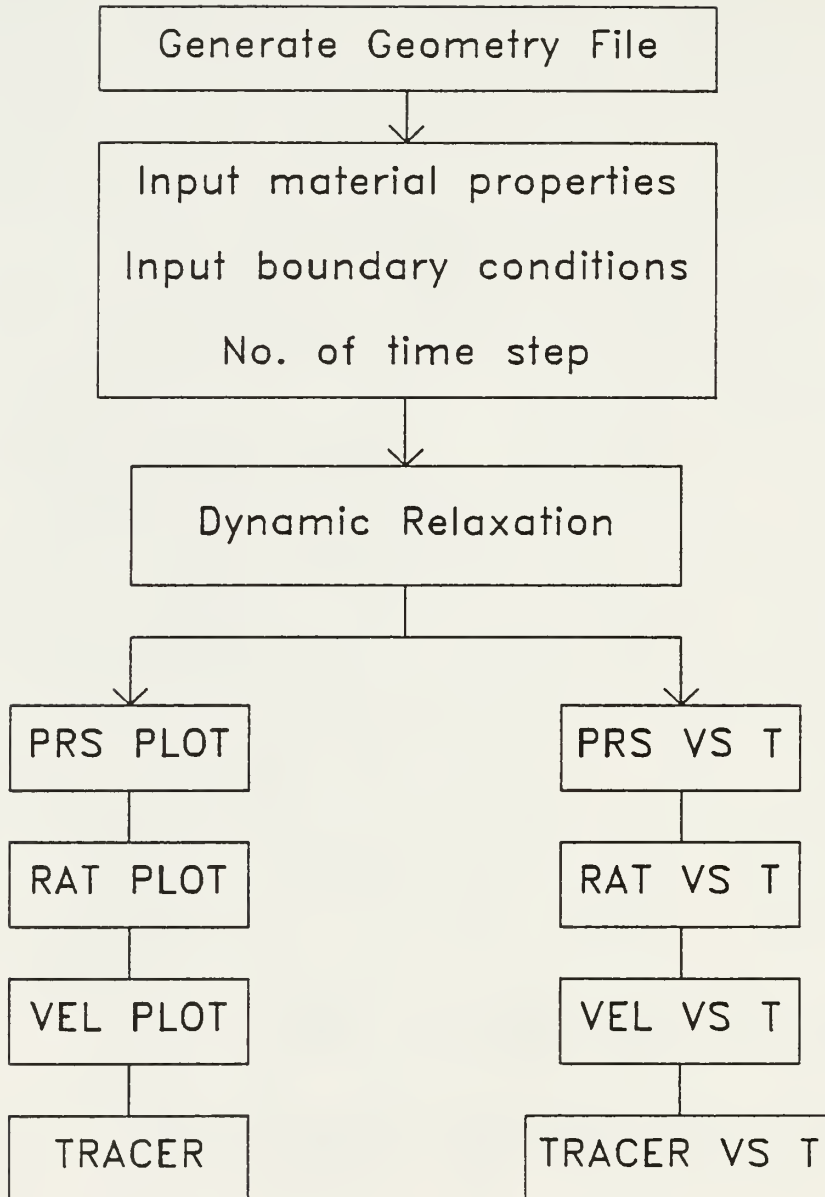 Generate Geometry File
Input material properties
Input boundary conditions
No. of time step
Dynamic Relaxation
PRS PLOT
PRS VS T
RAT PLOT
RAT VS T
VEL PLOT
VEL VS T
TRACER
TRACER VS T